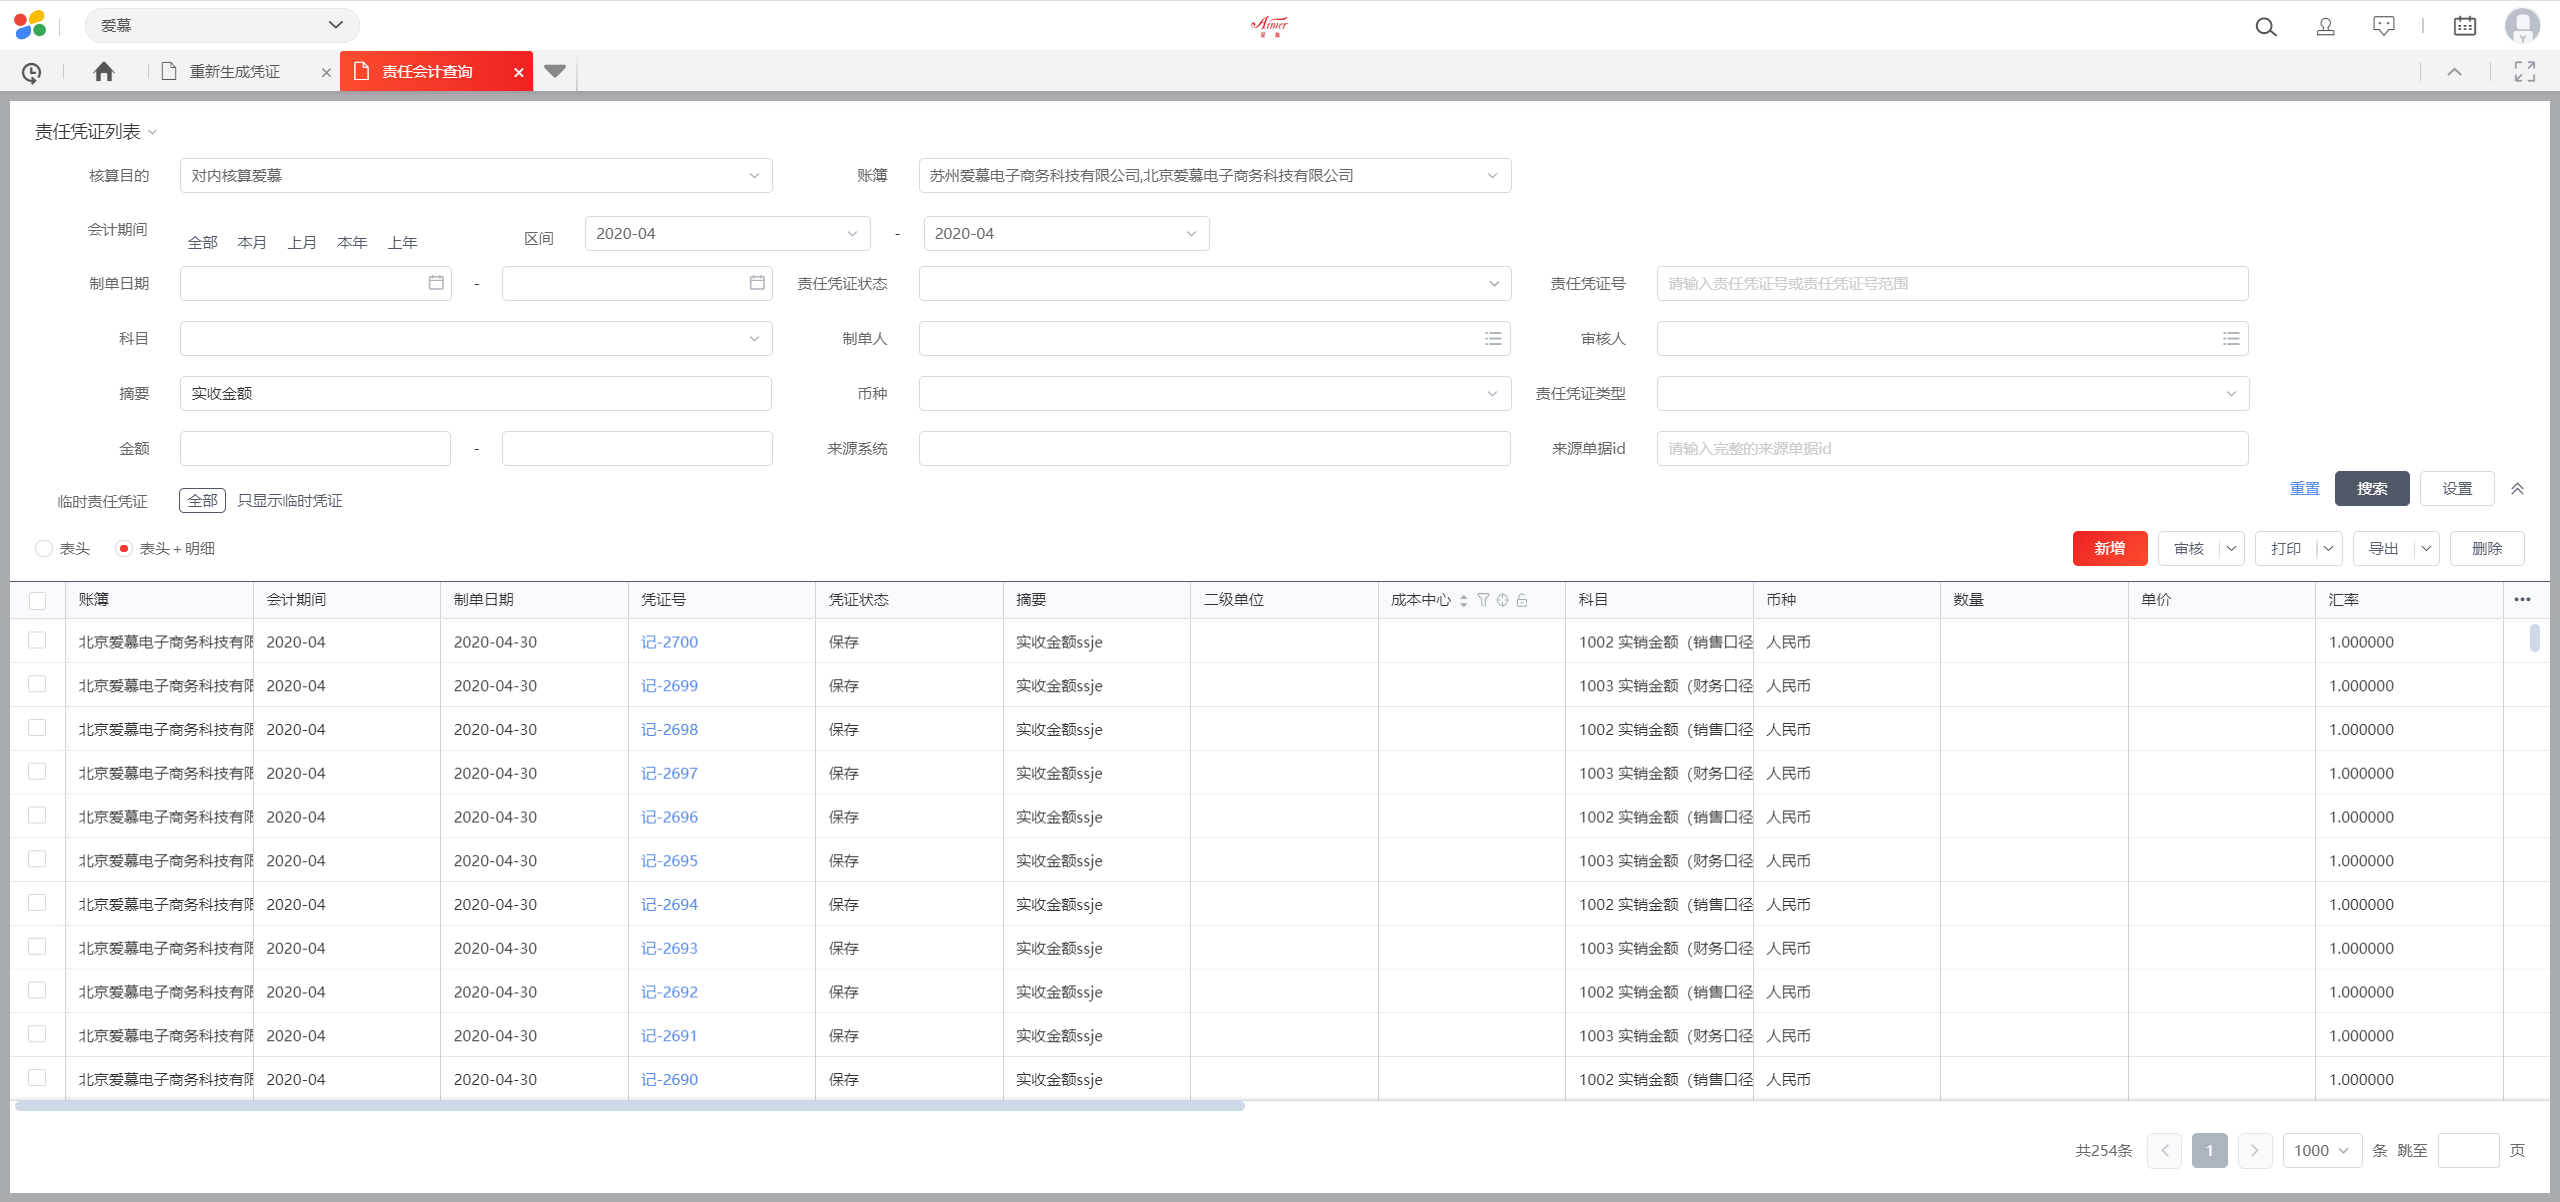 爱慕
Aimer
爱慕
重新生成凭证
责任会计查询
责任凭证列表
核算目的 对内核算爱慕 账簿 苏州爱慕电子商务科技有限公司,北京爱慕电子商务科技有限公司
会计期间 全部 本月 上月 本年 上年 区间 2020-04 - 2020-04
制单日期 - 责任凭证状态 责任凭证号 请输入责任凭证号或责任凭证号范围
科目 制单人 审核人
摘要 实收金额 币种 责任凭证类型
金额 - 来源系统 来源单据id 请输入完整的来源单据id
临时责任凭证 全部 只显示临时凭证 重置 搜索 设置
表头 表头+明细 新增 审核 打印 导出 删除
账簿 会计期间 制单日期 凭证号 凭证状态 摘要 二级单位 成本中心 科目 币种 数量 单价 汇率
北京爱慕电子商务科技有限 2020-04 2020-04-30 记-2700 保存 实收金额ssje 1002 实销金额（销售口径 人民币 1.000000
北京爱慕电子商务科技有限 2020-04 2020-04-30 记-2699 保存 实收金额ssje 1003 实销金额（财务口径 人民币 1.000000
北京爱慕电子商务科技有限 2020-04 2020-04-30 记-2698 保存 实收金额ssje 1002 实销金额（销售口径 人民币 1.000000
北京爱慕电子商务科技有限 2020-04 2020-04-30 记-2697 保存 实收金额ssje 1003 实销金额（财务口径 人民币 1.000000
北京爱慕电子商务科技有限 2020-04 2020-04-30 记-2696 保存 实收金额ssje 1002 实销金额（销售口径 人民币 1.000000
北京爱慕电子商务科技有限 2020-04 2020-04-30 记-2695 保存 实收金额ssje 1003 实销金额（财务口径 人民币 1.000000
北京爱慕电子商务科技有限 2020-04 2020-04-30 记-2694 保存 实收金额ssje 1002 实销金额（销售口径 人民币 1.000000
北京爱慕电子商务科技有限 2020-04 2020-04-30 记-2693 保存 实收金额ssje 1003 实销金额（财务口径 人民币 1.000000
北京爱慕电子商务科技有限 2020-04 2020-04-30 记-2692 保存 实收金额ssje 1002 实销金额（销售口径 人民币 1.000000
北京爱慕电子商务科技有限 2020-04 2020-04-30 记-2691 保存 实收金额ssje 1003 实销金额（财务口径 人民币 1.000000
北京爱慕电子商务科技有限 2020-04 2020-04-30 记-2690 保存 实收金额ssje 1002 实销金额（销售口径 人民币 1.000000
共254条 1 1000 条 跳至 页